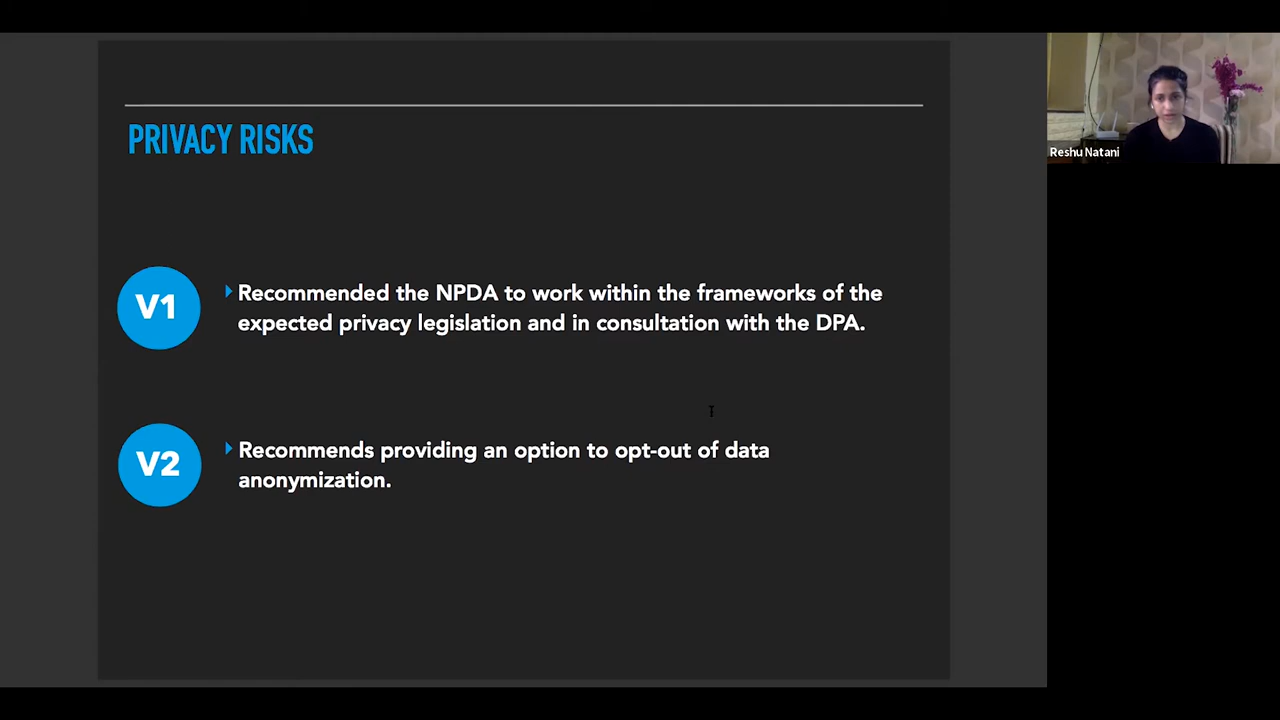 PRIVACY RISKS
V1
Recommended the NPDA to work within the frameworks of the
expected privacy legislation and in consultation with the DPA.
V2
Recommends providing an option to opt-out of data
anonymization.
Reshu Natani